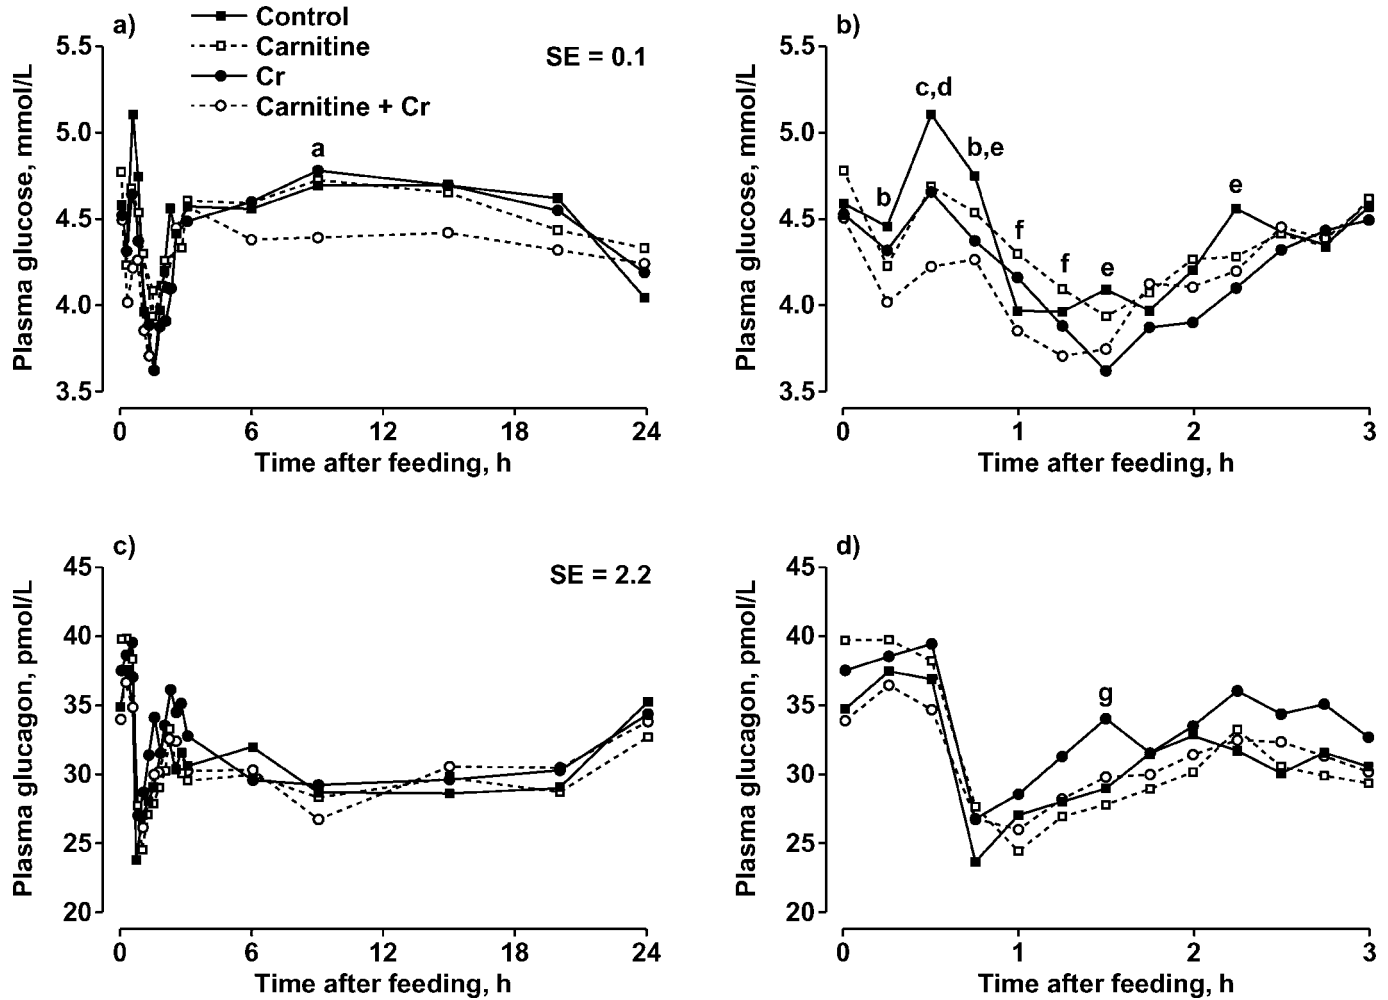 a)
Control
Carnitine
Cr
Carnitine + Cr
SE = 0.1
Plasma glucose, mmol/L
5.5
5.0
4.5
4.0
3.5
a
0 6 12 18 24
Time after feeding, h
b)
Plasma glucose, mmol/L
5.5
5.0
4.5
4.0
3.5
b
c,d
b,e
f
f
e
e
0 1 2 3
Time after feeding, h
c)
SE = 2.2
Plasma glucagon, pmol/L
45
40
35
30
25
20
0 6 12 18 24
Time after feeding, h
d)
Plasma glucagon, pmol/L
45
40
35
30
25
20
g
0 1 2 3
Time after feeding, h